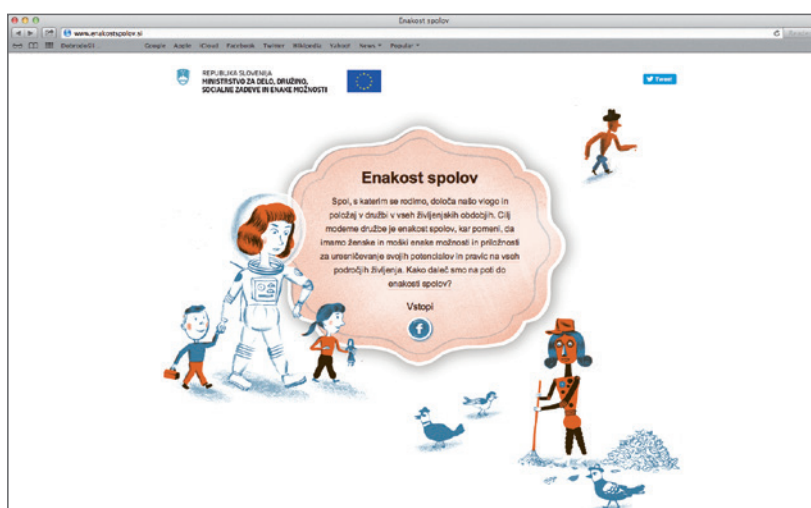 Enakost spolov
www.enakostspolov.si
Google Apple iCloud Facebook Twitter Wikipedia Yahoo! News Popular
REPUBLIKA SLOVENIJA
MINISTRSTVO ZA DELO, DRUŽINO,
SOCIALNE ZADEVE IN ENAKE MOŽNOSTI
Tweet
Enakost spolov
Spol, s katerim se rodimo, določa našo vlogo in
položaj v družbi v vseh življenjskih obdobjih. Cilj
moderne družbe je enakost spolov, kar pomeni, da
imamo ženske in moški enake možnosti in priložnosti
za uresničevanje svojih potencialov in pravic na vseh
področjih življenja. Kako daleč smo na poti do
enakosti spolov?
Vstopi
f